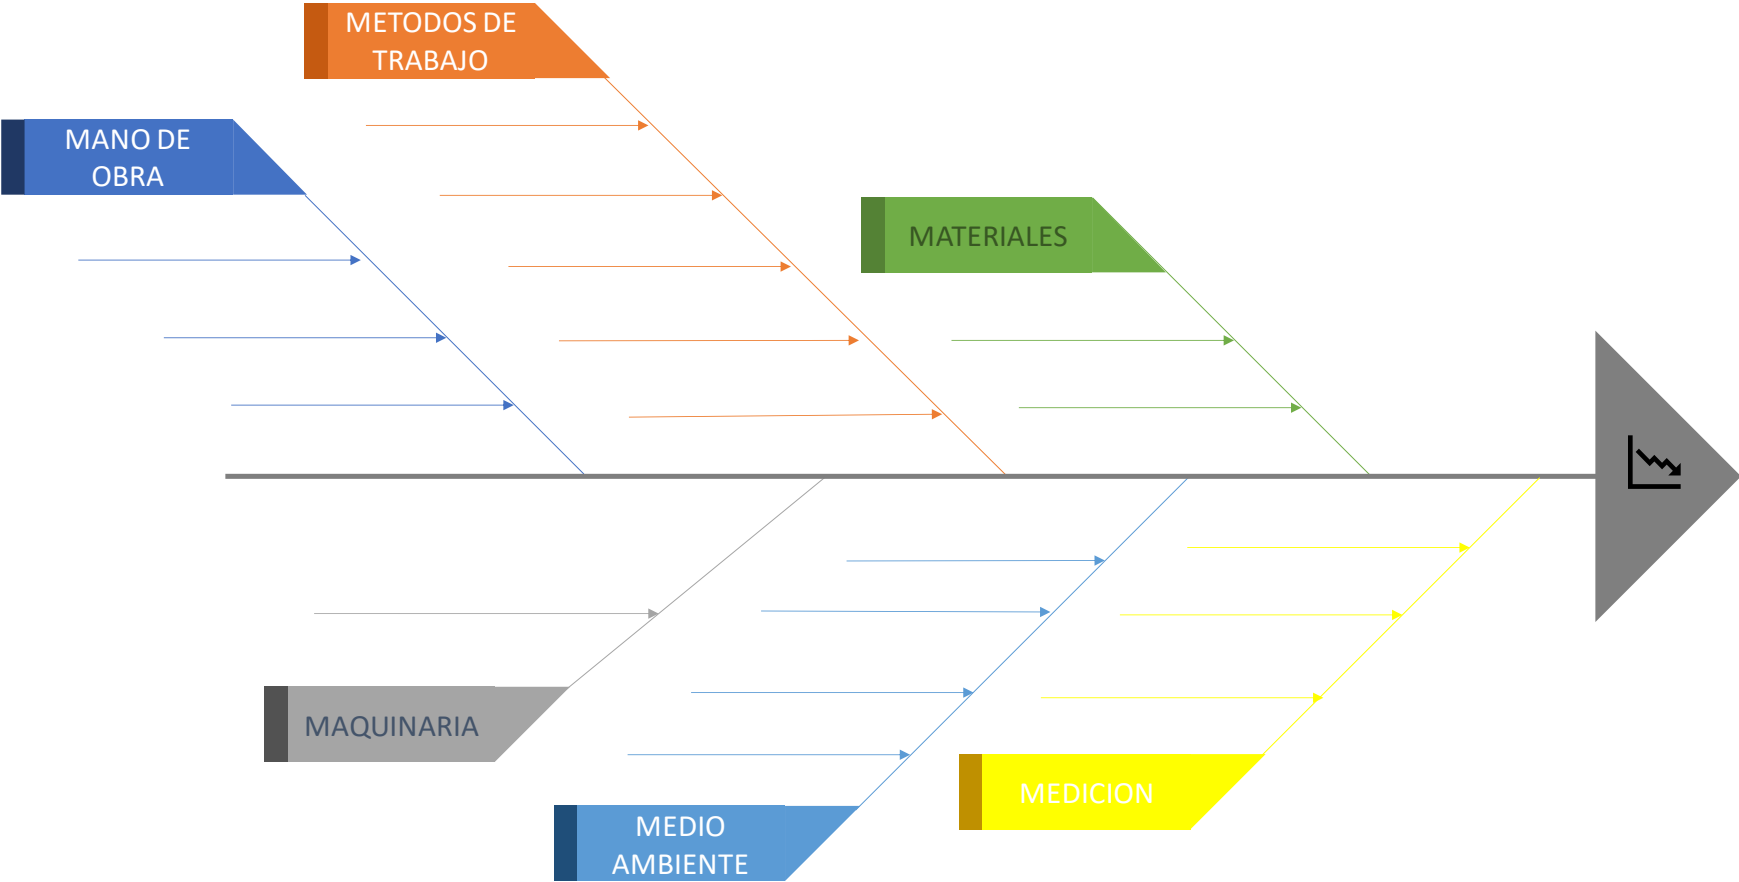 METODOS DE
TRABAJO
MANO DE
OBRA
MATERIALES
MAQUINARIA
MEDICION
MEDIO
AMBIENTE